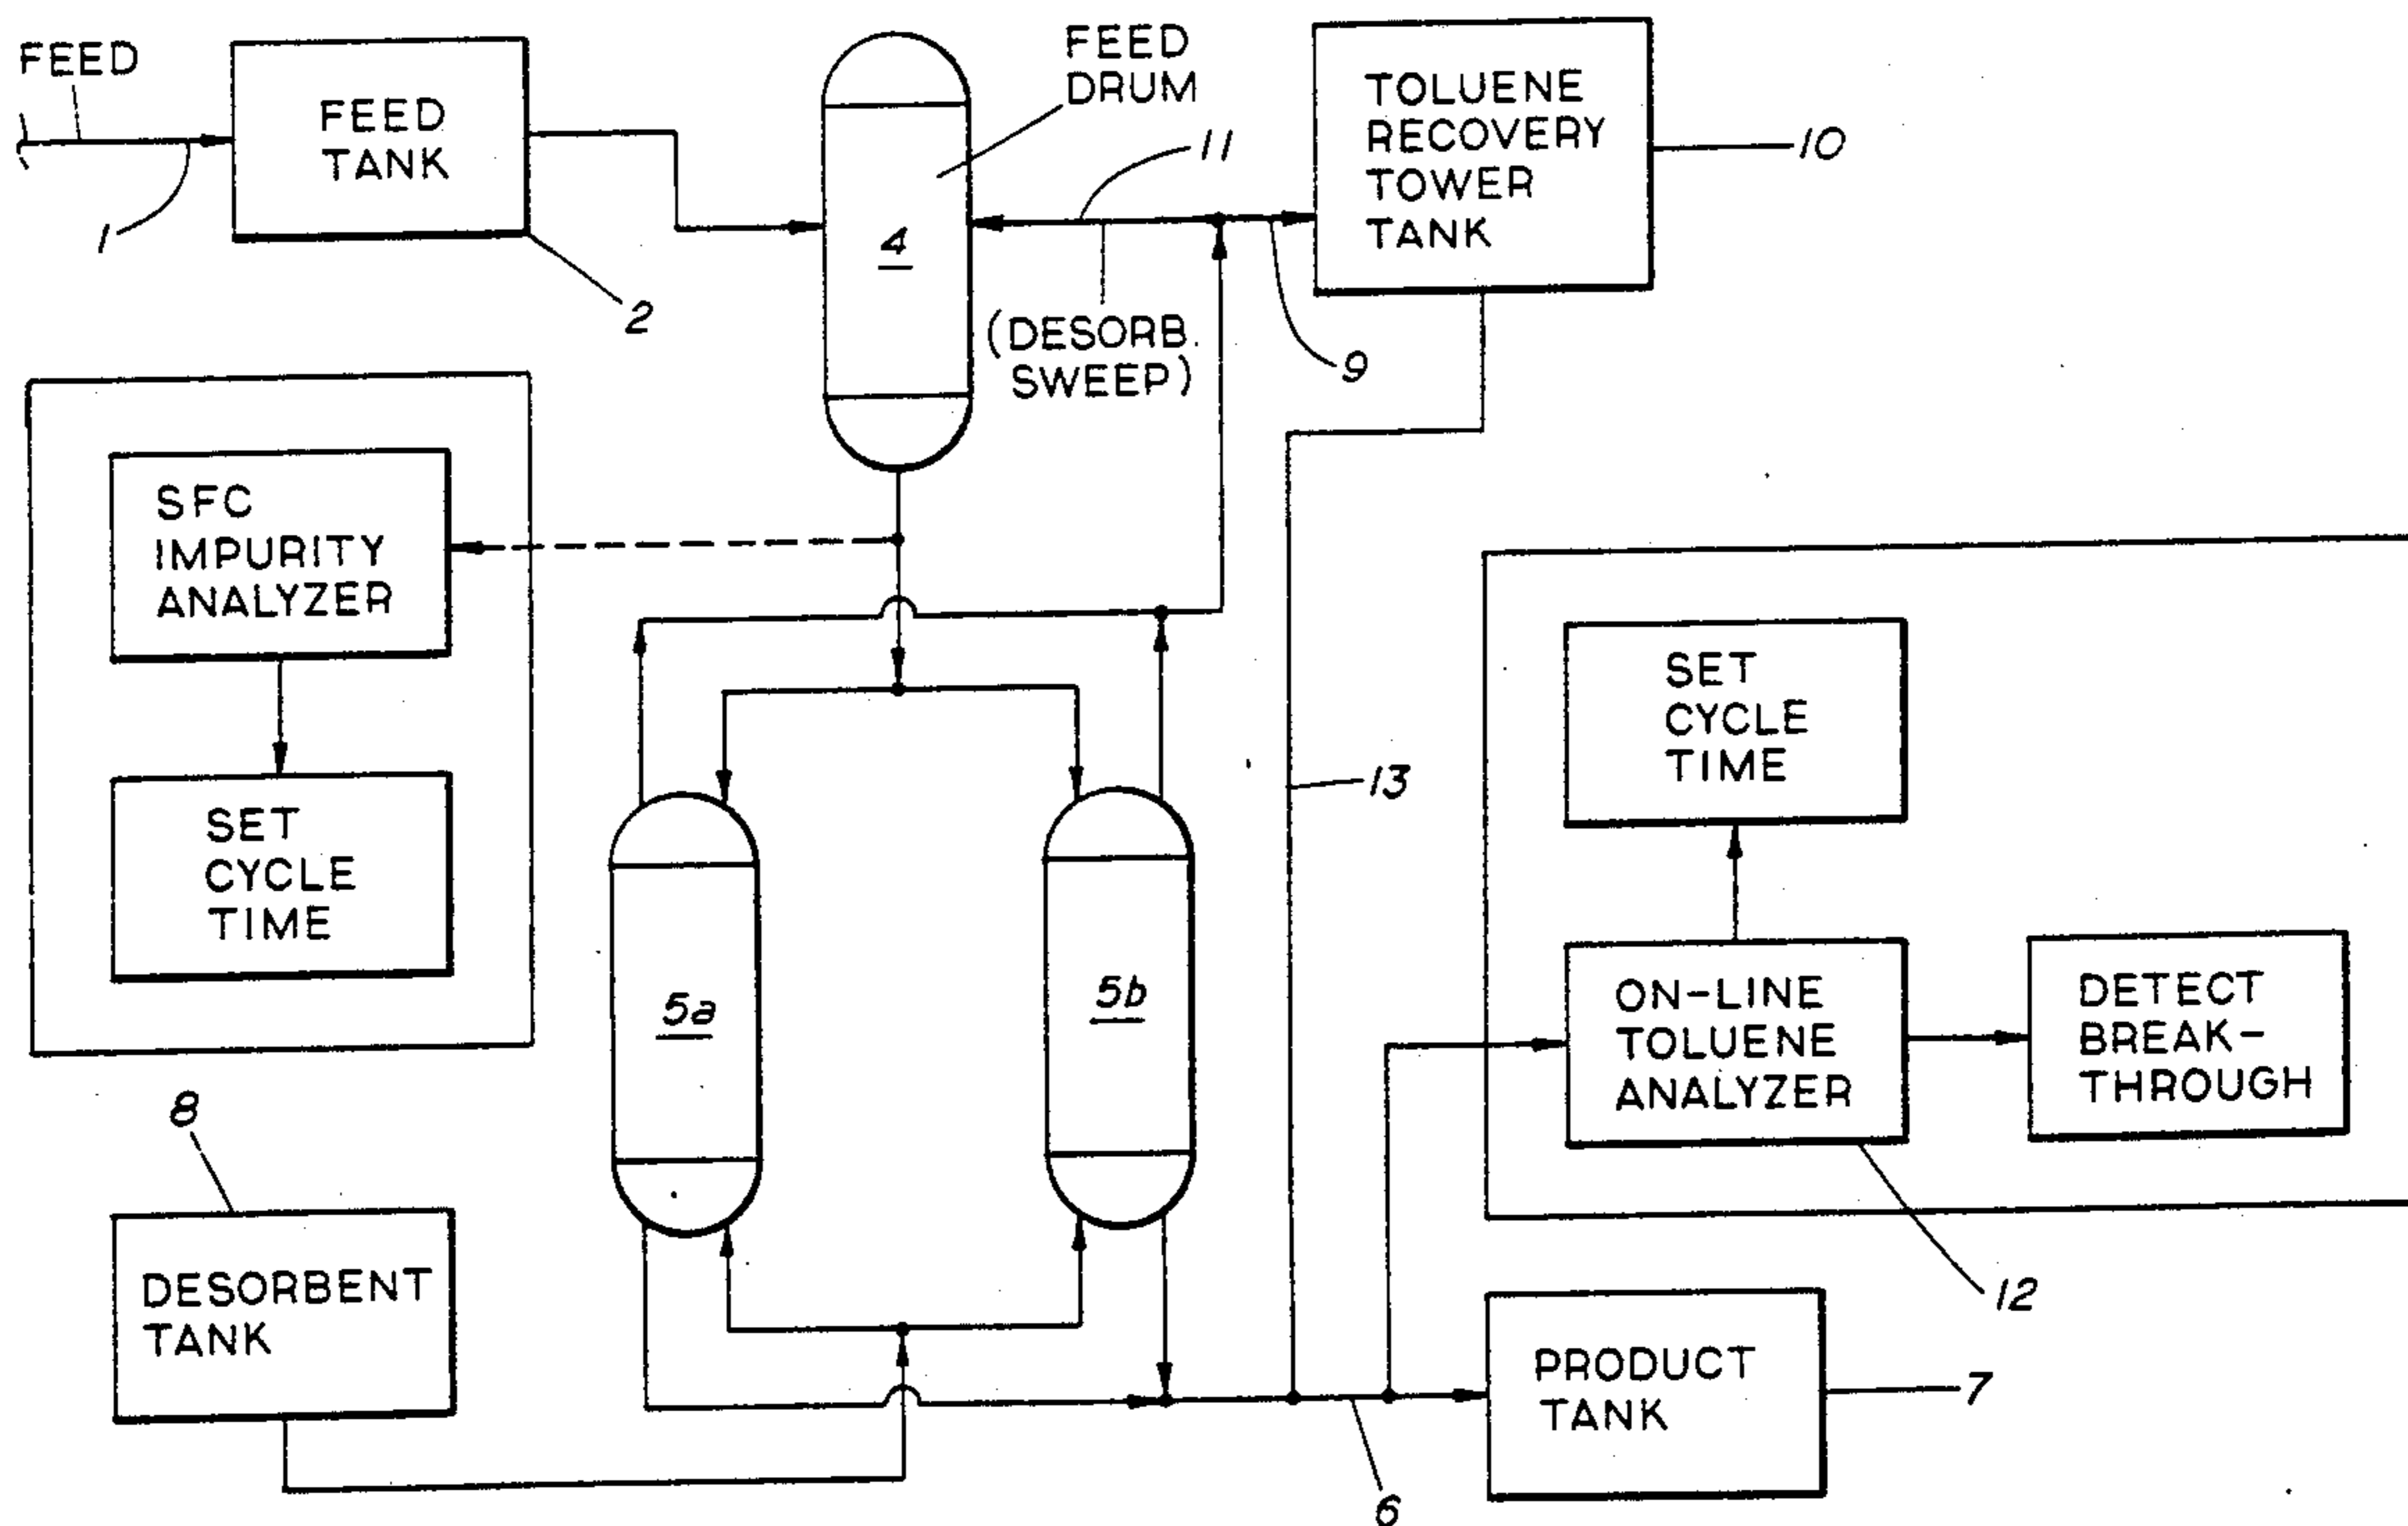 FEED
FEED
TANK
1
2
4
FEED
DRUM
11
(DESORB.
SWEEP)
9
TOLUENE
RECOVERY
TOWER
TANK
10
SFC
IMPURITY
ANALYZER
SET
CYCLE
TIME
5a
5b
13
SET
CYCLE
TIME
ON-LINE
TOLUENE
ANALYZER
DETECT
BREAK-
THROUGH
12
8
DESORBENT
TANK
PRODUCT
TANK
7
6